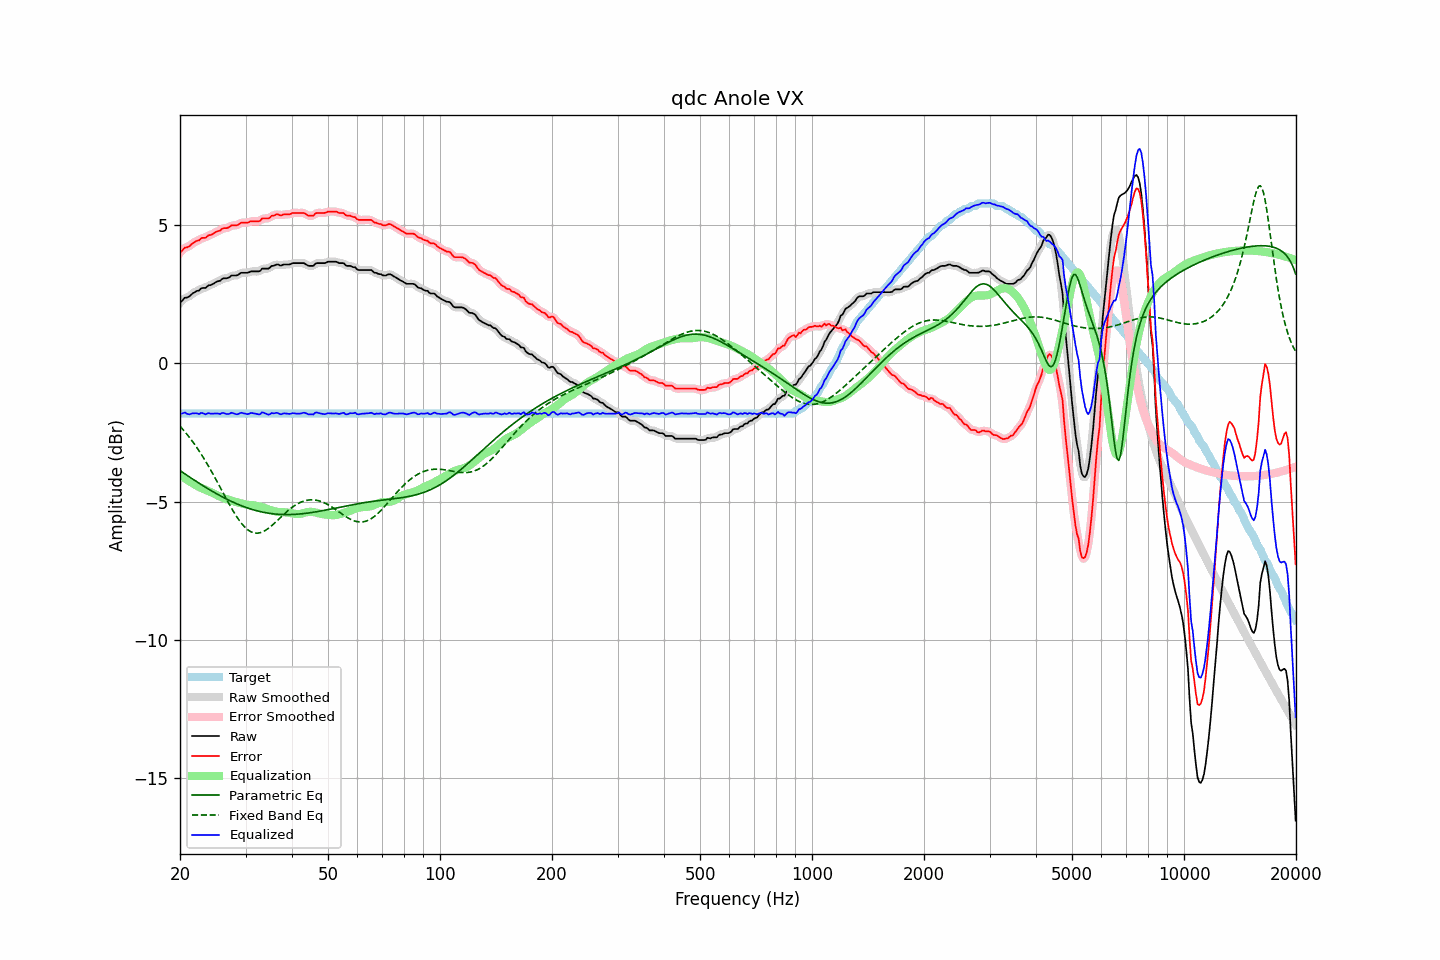 qdc Anole VX
Amplitude (dBr)
5
0
−5
−10
−15
Target
Raw Smoothed
Error Smoothed
Raw
Error
Equalization
Parametric Eq
Fixed Band Eq
Equalized
20 50 100 200 500 1000 2000 5000 10000 20000
Frequency (Hz)